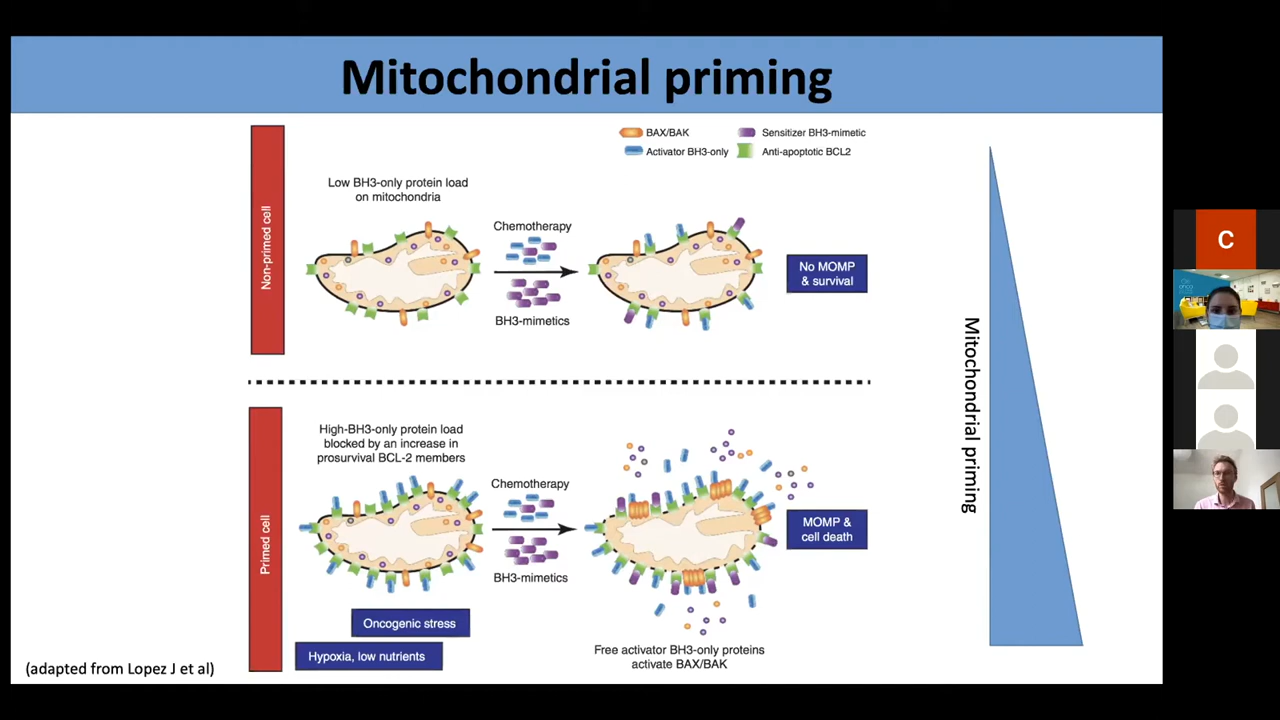 Mitochondrial priming
BAX/BAK
Sensitizer BH3-mimetic
Activator BH3-only
Anti-apoptotic BCL2
Non-primed cell
Low BH3-only protein load
on mitochondria
Chemotherapy
BH3-mimetics
No MOMP
& survival
Mitochondrial priming
Primed cell
High-BH3-only protein load
blocked by an increase in
prosurvival BCL-2 members
Chemotherapy
BH3-mimetics
MOMP &
cell death
Oncogenic stress
Hypoxia, low nutrients
Free activator BH3-only proteins
activate BAX/BAK
(adapted from Lopez J et al)
C